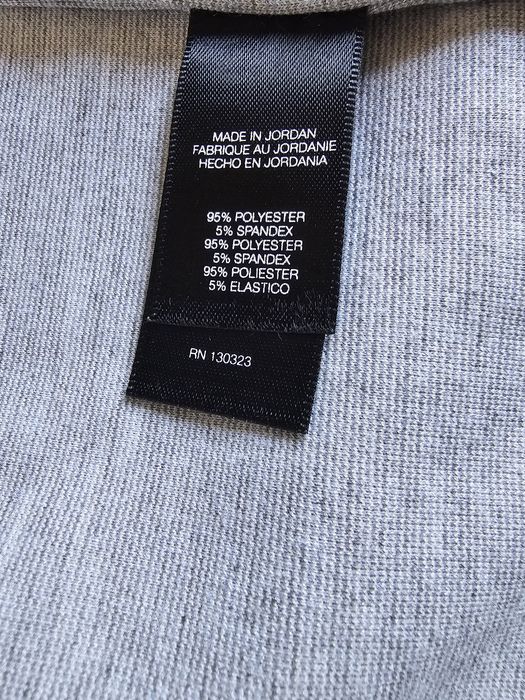 MADE IN JORDAN
FABRIQUE AU JORDANIE
HECHO EN JORDANIA
95% POLYESTER
5% SPANDEX
95% POLYESTER
5% SPANDEX
95% POLIESTER
5% ELASTICO
RN 130323